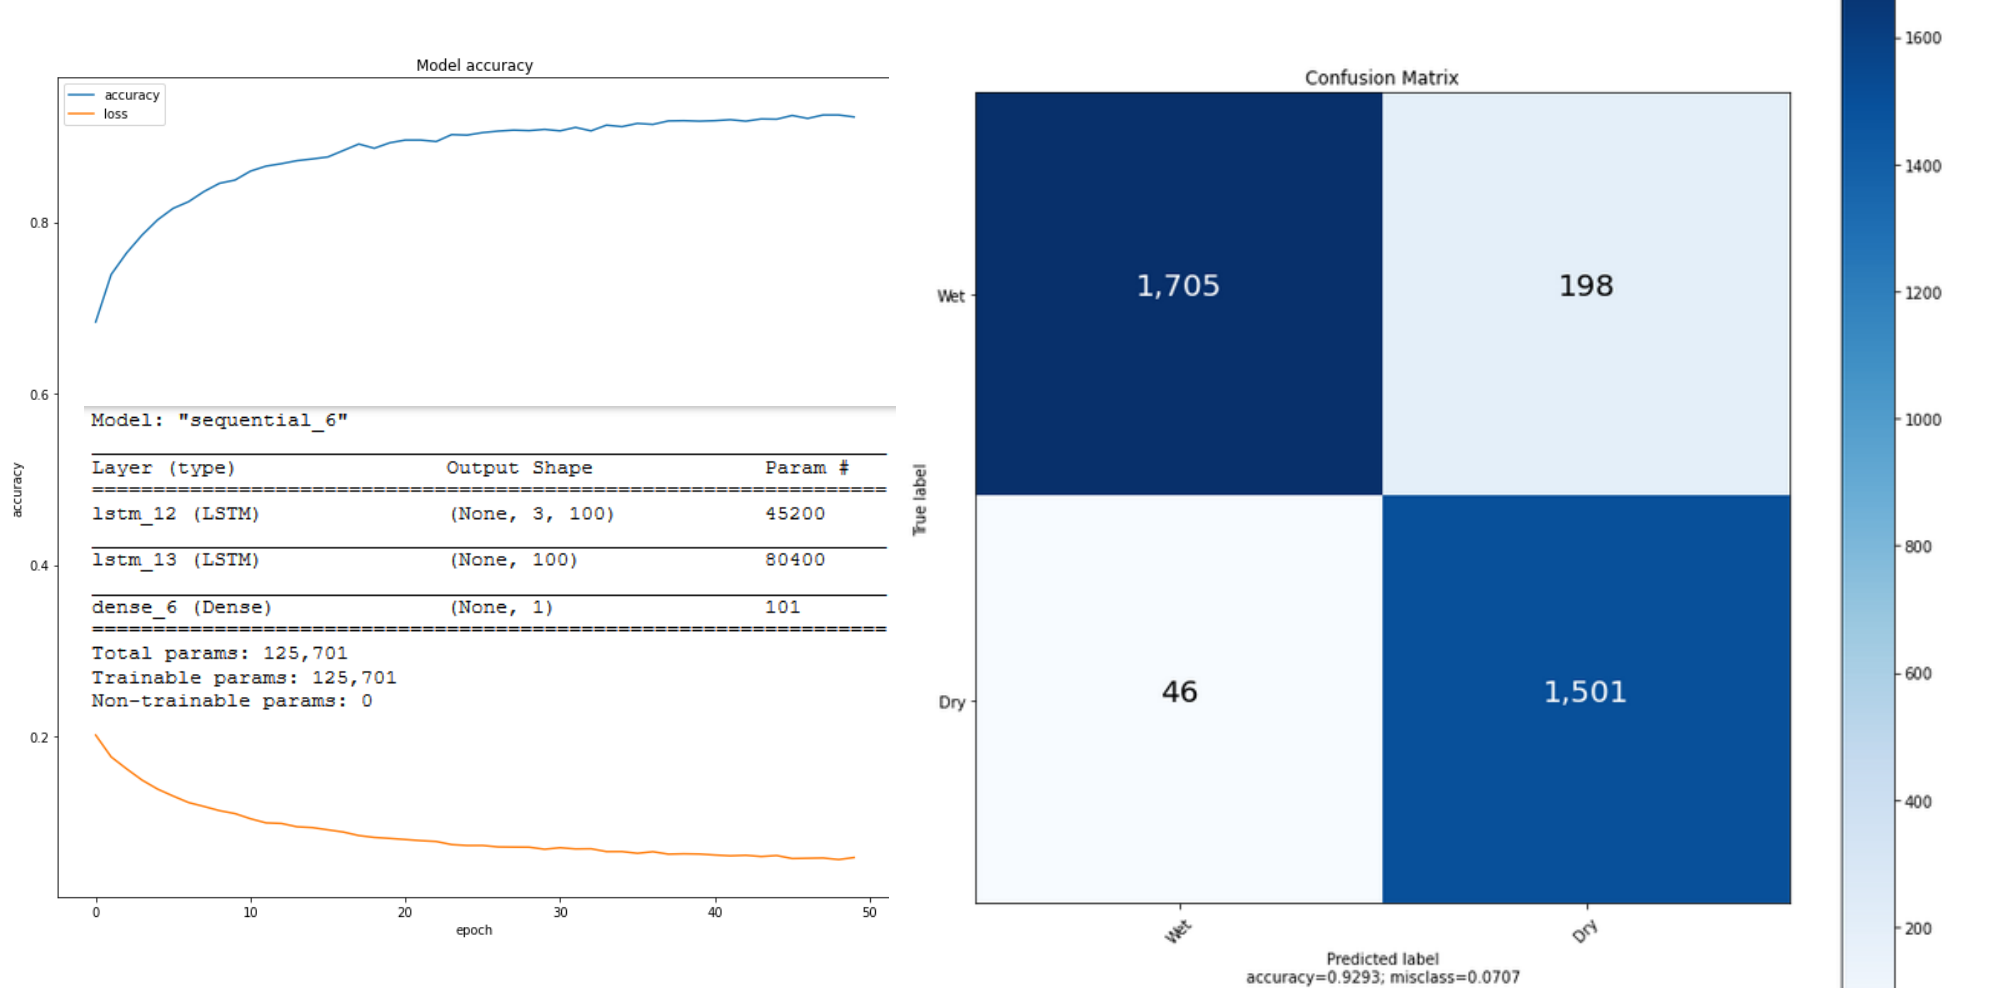 Model accuracy
accuracy
loss
0.8
0.6
0.4
0.2
accuracy
Model: "sequential_6"
Layer (type) Output Shape Param #
=================================================================
lstm_12 (LSTM) (None, 3, 100) 45200
lstm_13 (LSTM) (None, 100) 80400
dense_6 (Dense) (None, 1) 101
=================================================================
Total params: 125,701
Trainable params: 125,701
Non-trainable params: 0
0 10 20 30 40 50
epoch
Confusion Matrix
True label
Wet
1,705 198
Dry
46 1,501
Wet Dry
Predicted label
accuracy=0.9293; misclass=0.0707
1600
1400
1200
1000
800
600
400
200